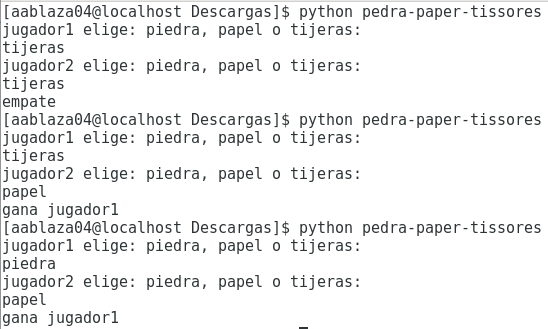 [aablaza04@localhost Descargas]$ python pedra-paper-tissores
jugador1 elige: piedra, papel o tijeras:
tijeras
jugador2 elige: piedra, papel o tijeras:
tijeras
empate
[aablaza04@localhost Descargas]$ python pedra-paper-tissores
jugador1 elige: piedra, papel o tijeras:
tijeras
jugador2 elige: piedra, papel o tijeras:
papel
gana jugador1
[aablaza04@localhost Descargas]$ python pedra-paper-tissores
jugador1 elige: piedra, papel o tijeras:
piedra
jugador2 elige: piedra, papel o tijeras:
papel
gana jugador1